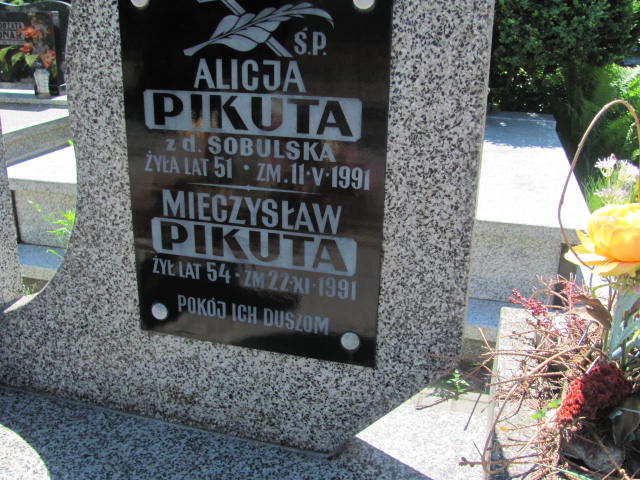 Ś.P.
ALICJA
PIKUTA
z d. SOBULSKA
ŻYŁA LAT 51 · ZM. 11·V·1991
MIECZYSŁAW
PIKUTA
ŻYŁ LAT 54 · ZM 22·XI·1991
POKÓJ ICH DUSZOM